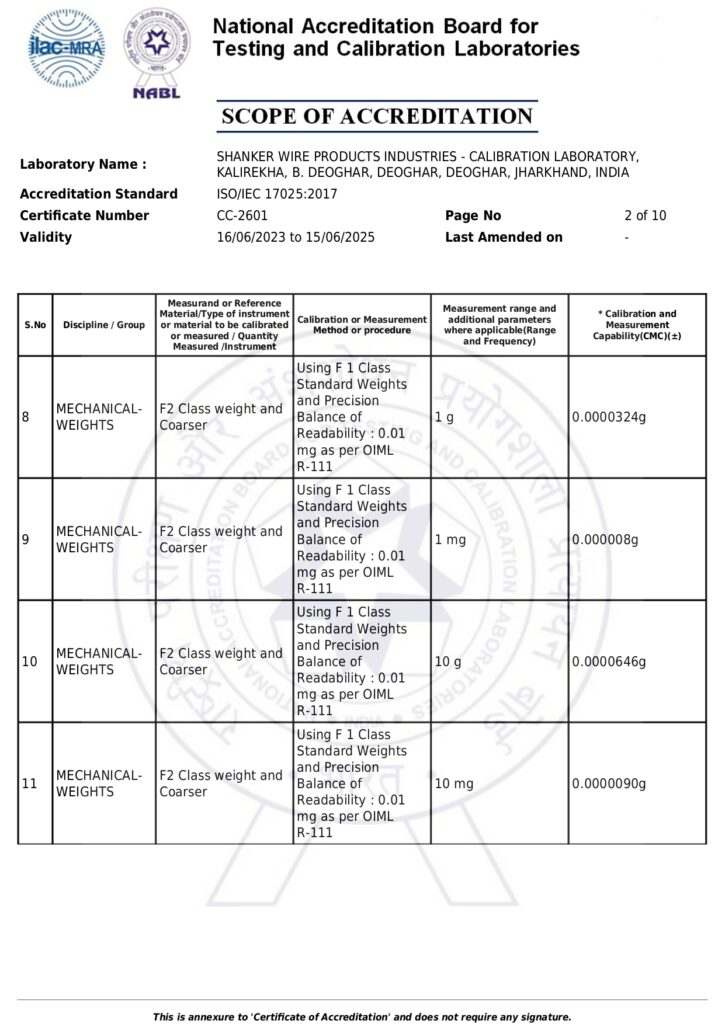 ilac-MRA
NABL
National Accreditation Board for
Testing and Calibration Laboratories
SCOPE OF ACCREDITATION
Laboratory Name :
SHANKER WIRE PRODUCTS INDUSTRIES - CALIBRATION LABORATORY,
KALIREKHA, B. DEOGHAR, DEOGHAR, DEOGHAR, JHARKHAND, INDIA
Accreditation Standard
ISO/IEC 17025:2017
Certificate Number
CC-2601
Page No
2 of 10
Validity
16/06/2023 to 15/06/2025
Last Amended on
-
S.No
Discipline / Group
Measurand or Reference
Material/Type of instrument
or material to be calibrated
or measured / Quantity
Measured /Instrument
Calibration or Measurement
Method or procedure
Measurement range and
additional parameters
where applicable(Range
and Frequency)
* Calibration and
Measurement
Capability(CMC)(±)
8
MECHANICAL-
WEIGHTS
F2 Class weight and
Coarser
Using F 1 Class
Standard Weights
and Precision
Balance of
Readability : 0.01
mg as per OIML
R-111
1 g
0.0000324g
9
MECHANICAL-
WEIGHTS
F2 Class weight and
Coarser
Using F 1 Class
Standard Weights
and Precision
Balance of
Readability : 0.01
mg as per OIML
R-111
1 mg
0.000008g
10
MECHANICAL-
WEIGHTS
F2 Class weight and
Coarser
Using F 1 Class
Standard Weights
and Precision
Balance of
Readability : 0.01
mg as per OIML
R-111
10 g
0.0000646g
11
MECHANICAL-
WEIGHTS
F2 Class weight and
Coarser
Using F 1 Class
Standard Weights
and Precision
Balance of
Readability : 0.01
mg as per OIML
R-111
10 mg
0.0000090g
This is annexure to 'Certificate of Accreditation' and does not require any signature.